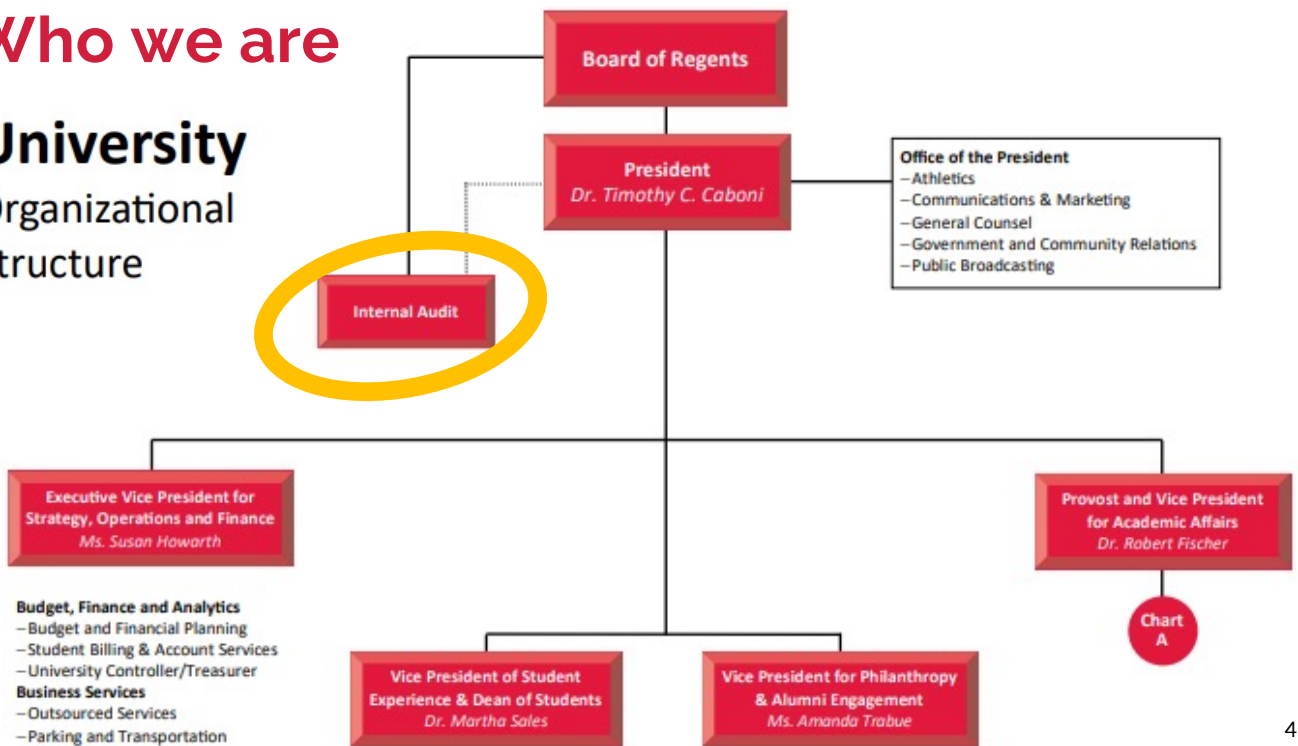 Who we are
University
Organizational
tructure
Board of Regents
President
Dr. Timothy C. Caboni
Office of the President
–Athletics
–Communications & Marketing
–General Counsel
–Government and Community Relations
–Public Broadcasting
Internal Audit
Executive Vice President for
Strategy, Operations and Finance
Ms. Susan Howarth
Provost and Vice President
for Academic Affairs
Dr. Robert Fischer
Chart
A
Budget, Finance and Analytics
–Budget and Financial Planning
–Student Billing & Account Services
–University Controller/Treasurer
Business Services
–Outsourced Services
–Parking and Transportation
Vice President of Student
Experience & Dean of Students
Dr. Martha Sales
Vice President for Philanthropy
& Alumni Engagement
Ms. Amanda Trabue
4